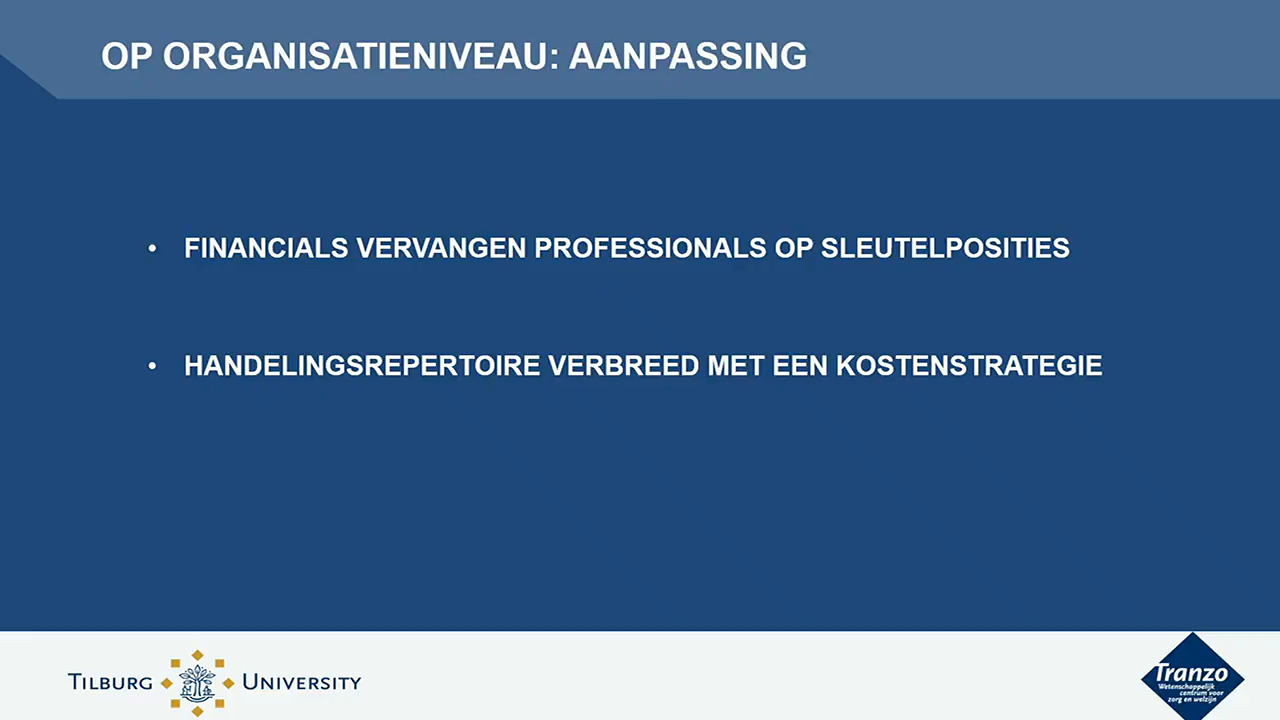 OP ORGANISATIENIVEAU: AANPASSING
• FINANCIALS VERVANGEN PROFESSIONALS OP SLEUTELPOSITIES
• HANDELINGSREPERTOIRE VERBREED MET EEN KOSTENSTRATEGIE
TILBURG UNIVERSITY
Tranzo
Wetenschappelijk
centrum voor
zorg en welzijn